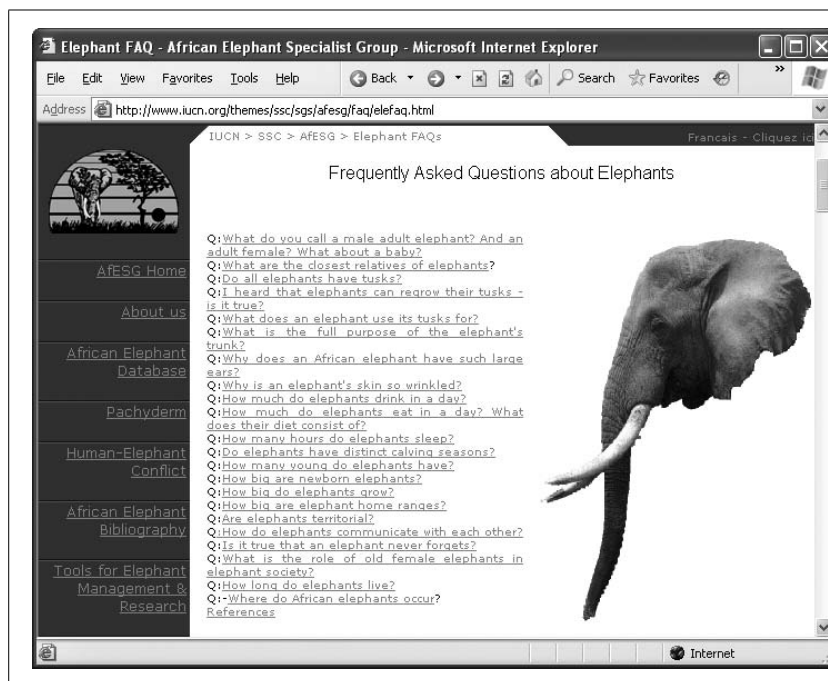 Elephant FAQ - African Elephant Specialist Group - Microsoft Internet Explorer
File Edit View Favorites Tools Help Back Search Favorites »
Address http://www.iucn.org/themes/ssc/sgs/afesg/faq/elefaq.html
IUCN > SSC > AfESG > Elephant FAQs
Francais - Cliquez ici
Frequently Asked Questions about Elephants
AfESG Home
About us
African Elephant
Database
Pachyderm
Human-Elephant
Conflict
African Elephant
Bibliography
Tools for Elephant
Management &
Research
Q:What do you call a male adult elephant? And an
adult female? What about a baby?
Q:What are the closest relatives of elephants?
Q:Do all elephants have tusks?
Q:I heard that elephants can regrow their tusks -
is it true?
Q:What does an elephant use its tusks for?
Q:What is the full purpose of the elephant's
trunk?
Q:Why does an African elephant have such large
ears?
Q:Why is an elephant's skin so wrinkled?
Q:How much do elephants drink in a day?
Q:How much do elephants eat in a day? What
does their diet consist of?
Q:How many hours do elephants sleep?
Q:Do elephants have distinct calving seasons?
Q:How many young do elephants have?
Q:How big are newborn elephants?
Q:How big do elephants grow?
Q:How big are elephant home ranges?
Q:Are elephants territorial?
Q:How do elephants communicate with each other?
Q:Is it true that an elephant never forgets?
Q:What is the role of old female elephants in
elephant society?
Q:How long do elephants live?
Q:-Where do African elephants occur?
References
Internet